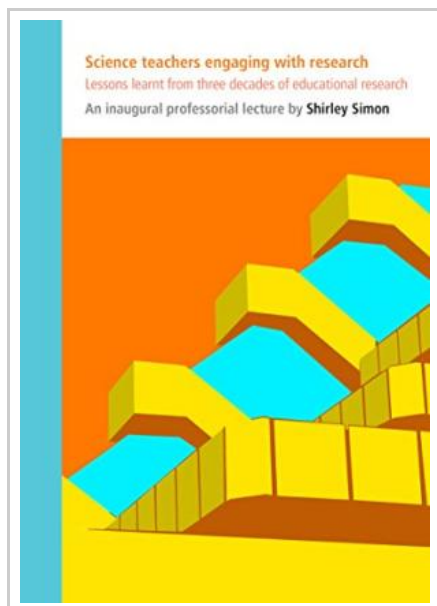 Science teachers engaging with research
Lessons learnt from three decades of educational research
An inaugural professorial lecture by Shirley Simon